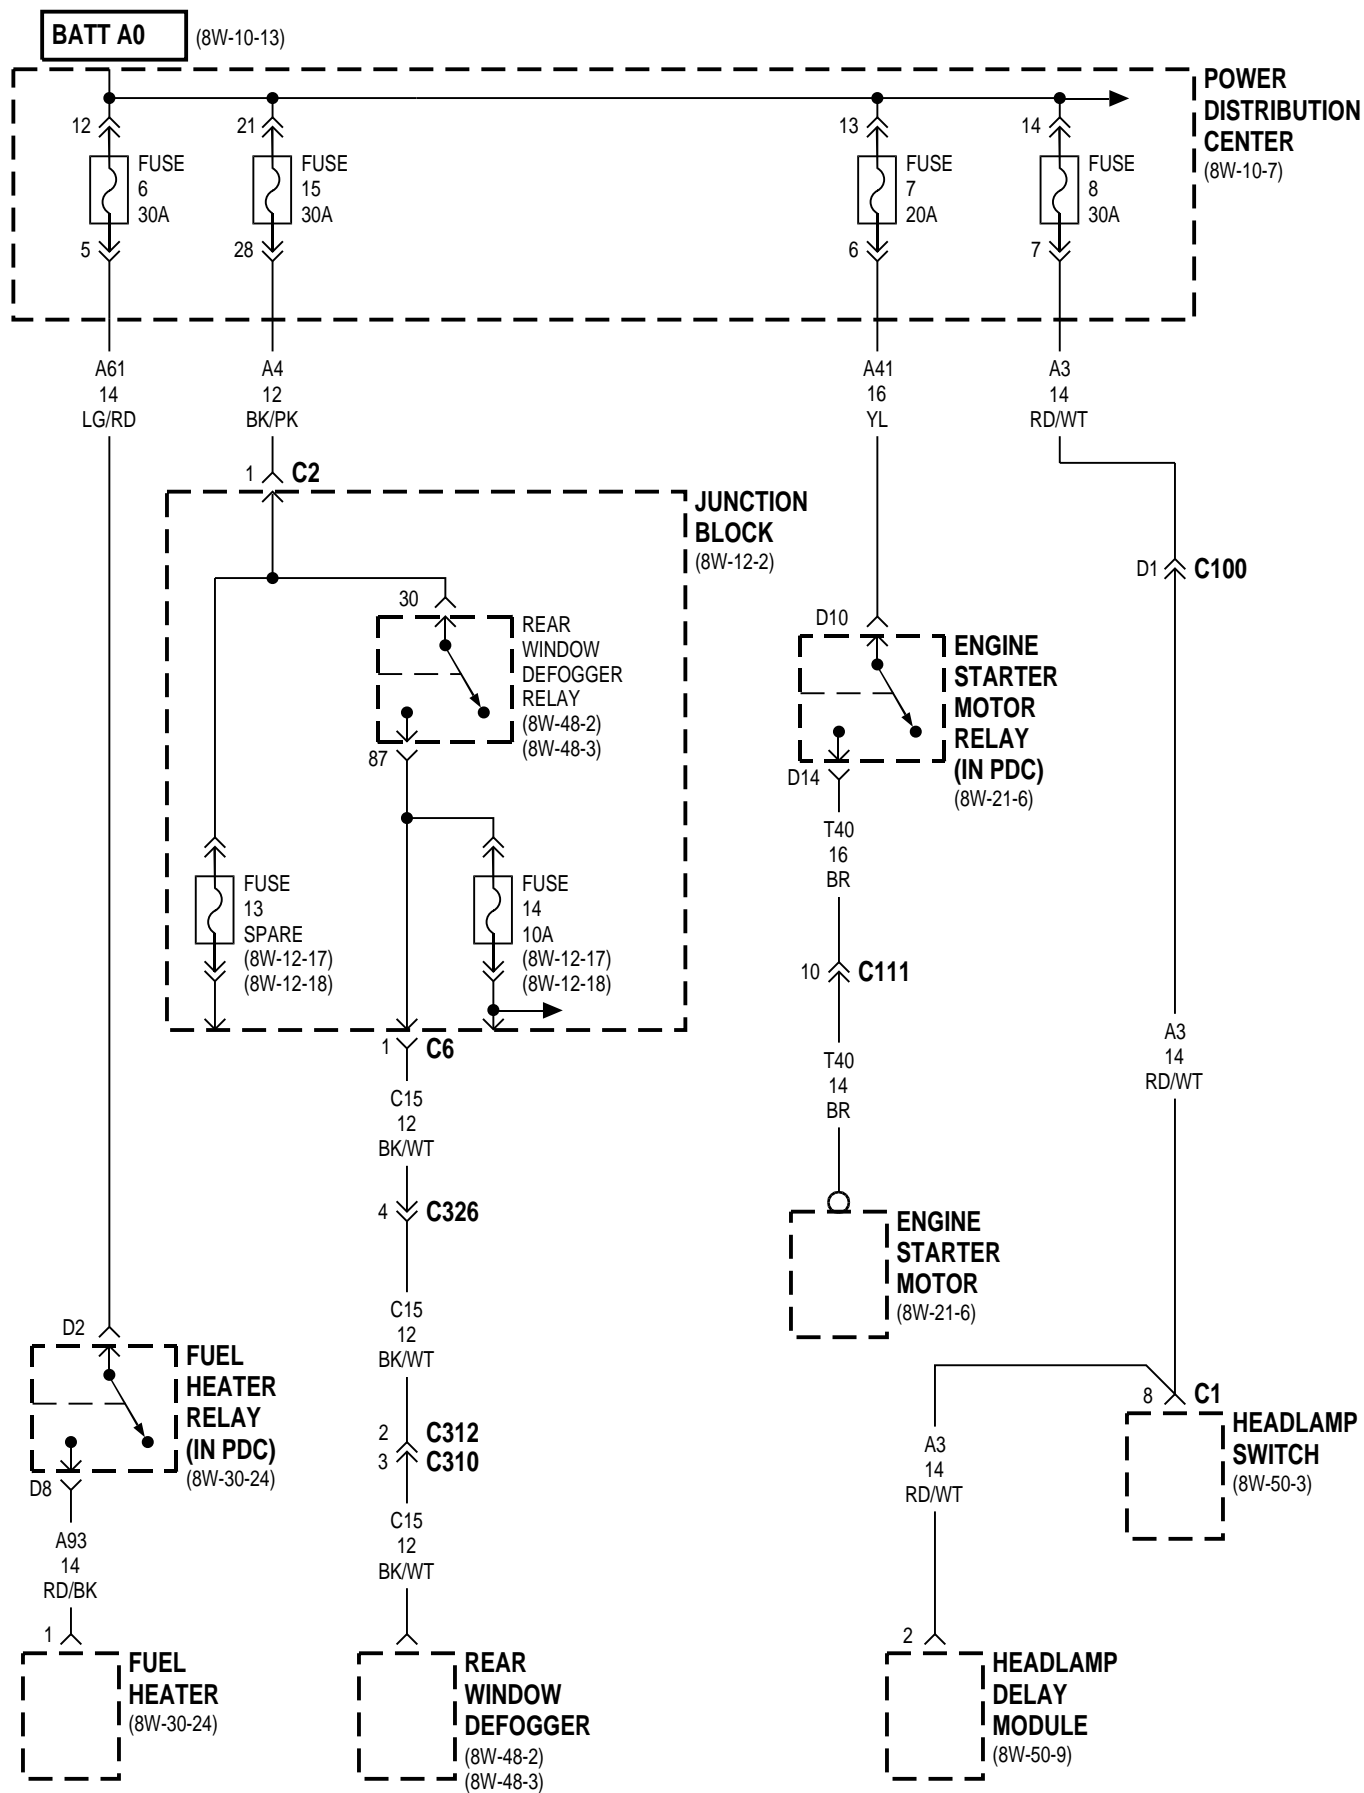 BATT A0
(8W-10-13)
POWER
DISTRIBUTION
CENTER
(8W-10-7)
12
FUSE
6
30A
5
21
FUSE
15
30A
28
13
FUSE
7
20A
6
14
FUSE
8
30A
7
A61
14
LG/RD
A4
12
BK/PK
A41
16
YL
A3
14
RD/WT
1
C2
JUNCTION
BLOCK
(8W-12-2)
30
REAR
WINDOW
DEFOGGER
RELAY
(8W-48-2)
(8W-48-3)
87
FUSE
13
SPARE
(8W-12-17)
(8W-12-18)
FUSE
14
10A
(8W-12-17)
(8W-12-18)
1
C6
C15
12
BK/WT
4
C326
C15
12
BK/WT
2
C312
3
C310
C15
12
BK/WT
REAR
WINDOW
DEFOGGER
(8W-48-2)
(8W-48-3)
D1
C100
D10
ENGINE
STARTER
MOTOR
RELAY
(IN PDC)
(8W-21-6)
D14
T40
16
BR
10
C111
T40
14
BR
ENGINE
STARTER
MOTOR
(8W-21-6)
A3
14
RD/WT
8
C1
HEADLAMP
SWITCH
(8W-50-3)
A3
14
RD/WT
2
HEADLAMP
DELAY
MODULE
(8W-50-9)
D2
FUEL
HEATER
RELAY
(IN PDC)
(8W-30-24)
D8
A93
14
RD/BK
1
FUEL
HEATER
(8W-30-24)